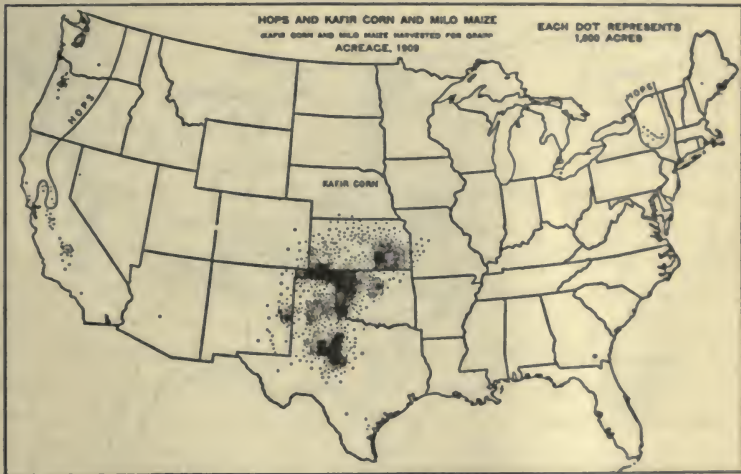 HOPS AND KAFIR CORN AND MILO MAIZE
(KAFIR CORN AND MILO MAIZE HARVESTED FOR GRAIN)
ACREAGE, 1909
EACH DOT REPRESENTS
1,000 ACRES
HOPS
HOPS
KAFIR CORN